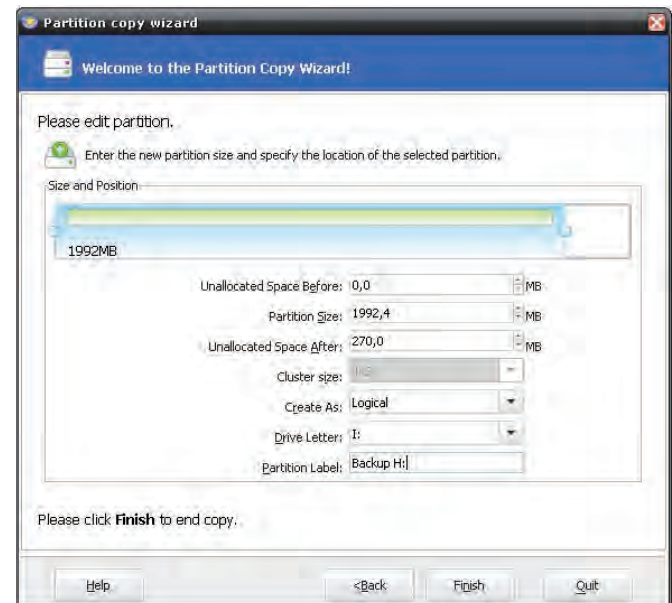 Partition copy wizard
Welcome to the Partition Copy Wizard!
Please edit partition.
Enter the new partition size and specify the location of the selected partition.
Size and Position
1992MB
Unallocated Space Before: 0,0 MB
Partition Size: 1992,4 MB
Unallocated Space After: 270,0 MB
Cluster size:
Create As: Logical
Drive Letter: I:
Partition Label: Backup H:
Please click Finish to end copy.
Help <Back Finish Quit